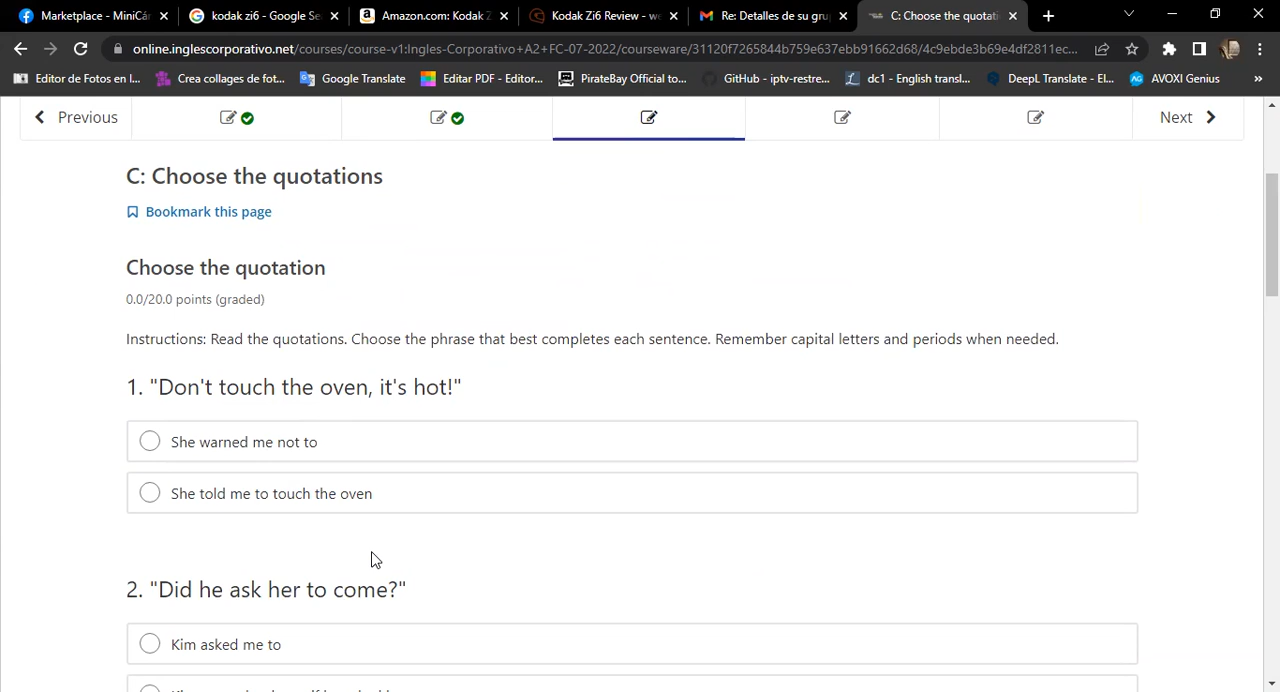 Marketplace - MiniCá
kodak zi6 - Google Se
Amazon.com: Kodak Z
Kodak Zi6 Review - we
Re: Detalles de su gru
C: Choose the quotati
online.inglescorporativo.net/courses/course-v1:Ingles-Corporativo+A2+FC-07-2022/courseware/31120f7265844b759e637ebb91662d68/4c9ebde3b69e4df2811ec...
Editor de Fotos en l...
Crea collages de fot...
Google Translate
Editar PDF - Editor...
PirateBay Official to...
GitHub - iptv-restre...
dc1 - English transl...
DeepL Translate - El...
AVOXI Genius
»
Previous
Next
C: Choose the quotations
Bookmark this page
Choose the quotation
0.0/20.0 points (graded)
Instructions: Read the quotations. Choose the phrase that best completes each sentence. Remember capital letters and periods when needed.
1. "Don't touch the oven, it's hot!"
She warned me not to
She told me to touch the oven
2. "Did he ask her to come?"
Kim asked me to